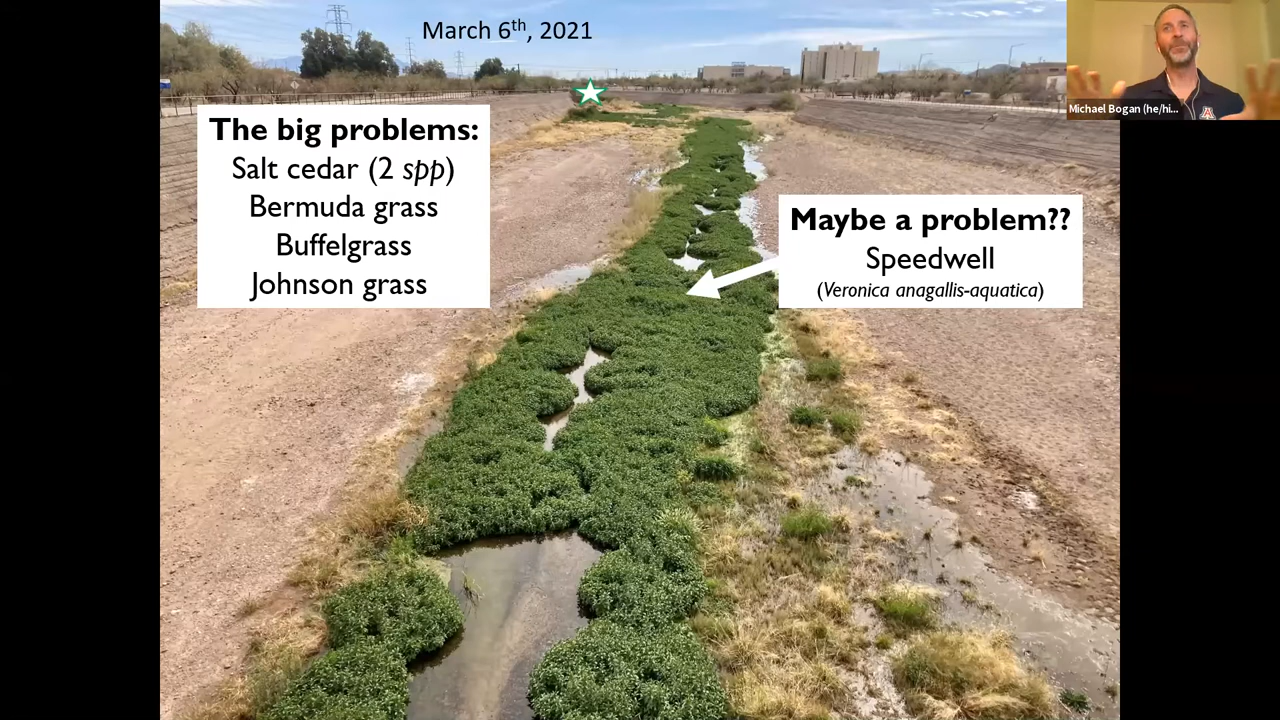 March 6th, 2021
The big problems:
Salt cedar (2 spp)
Bermuda grass
Buffelgrass
Johnson grass
Maybe a problem??
Speedwell
(Veronica anagallis-aquatica)
Michael Bogan (he/hi...
A